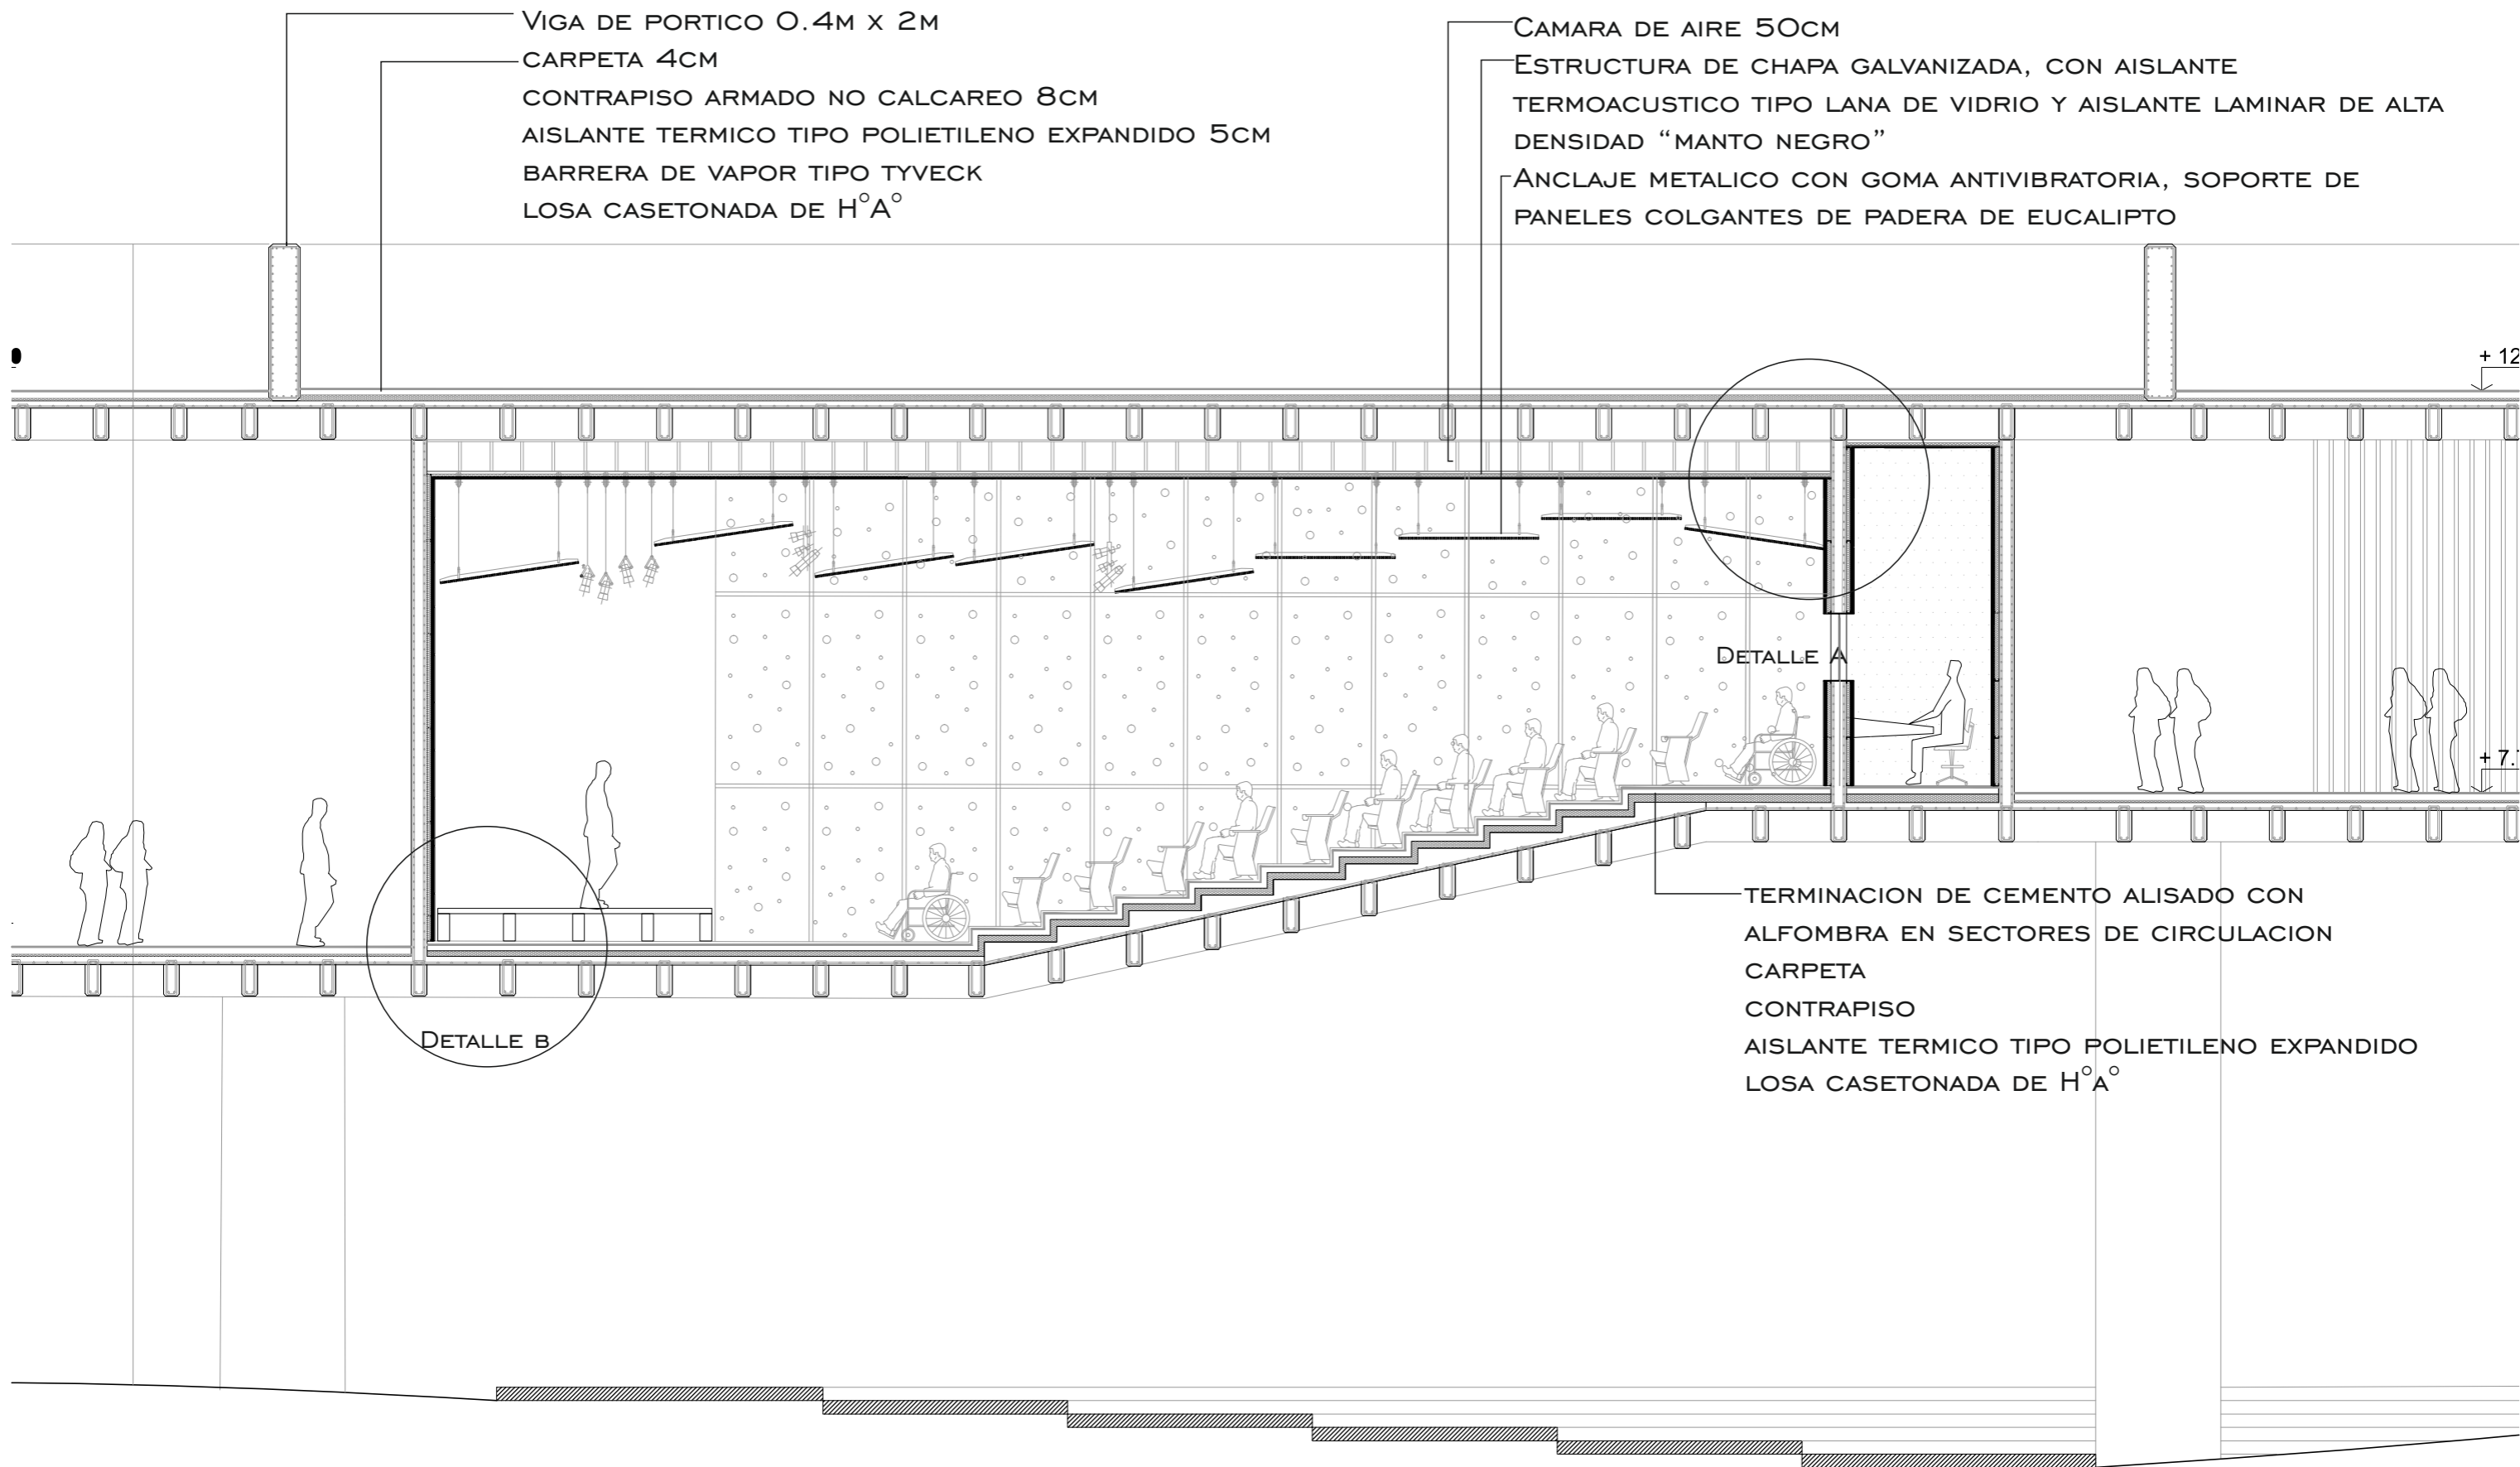 VIGA DE PORTICO 0.4M X 2M
CARPETA 4CM
CONTRAPISO ARMADO NO CALCAREO 8CM
AISLANTE TERMICO TIPO POLIETILENO EXPANDIDO 5CM
BARRERA DE VAPOR TIPO TYVECK
LOSA CASETONADA DE H°A°
CAMARA DE AIRE 50CM
ESTRUCTURA DE CHAPA GALVANIZADA, CON AISLANTE
TERMOACUSTICO TIPO LANA DE VIDRIO Y AISLANTE LAMINAR DE ALTA
DENSIDAD “MANTO NEGRO”
ANCLAJE METALICO CON GOMA ANTIVIBRATORIA, SOPORTE DE
PANELES COLGANTES DE PADERA DE EUCALIPTO
+ 12
DETALLE A
+ 7.
TERMINACION DE CEMENTO ALISADO CON
ALFOMBRA EN SECTORES DE CIRCULACION
CARPETA
CONTRAPISO
AISLANTE TERMICO TIPO POLIETILENO EXPANDIDO
LOSA CASETONADA DE H°A°
DETALLE B